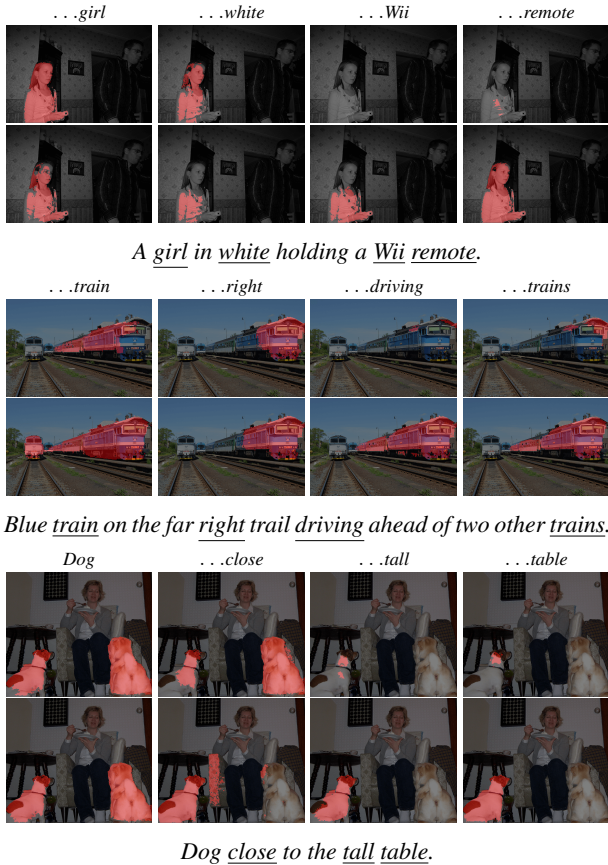 ...girl ...white ...Wii ...remote
A girl in white holding a Wii remote.
...train ...right ...driving ...trains
Blue train on the far right trail driving ahead of two other trains.
Dog ...close ...tall ...table
Dog close to the tall table.